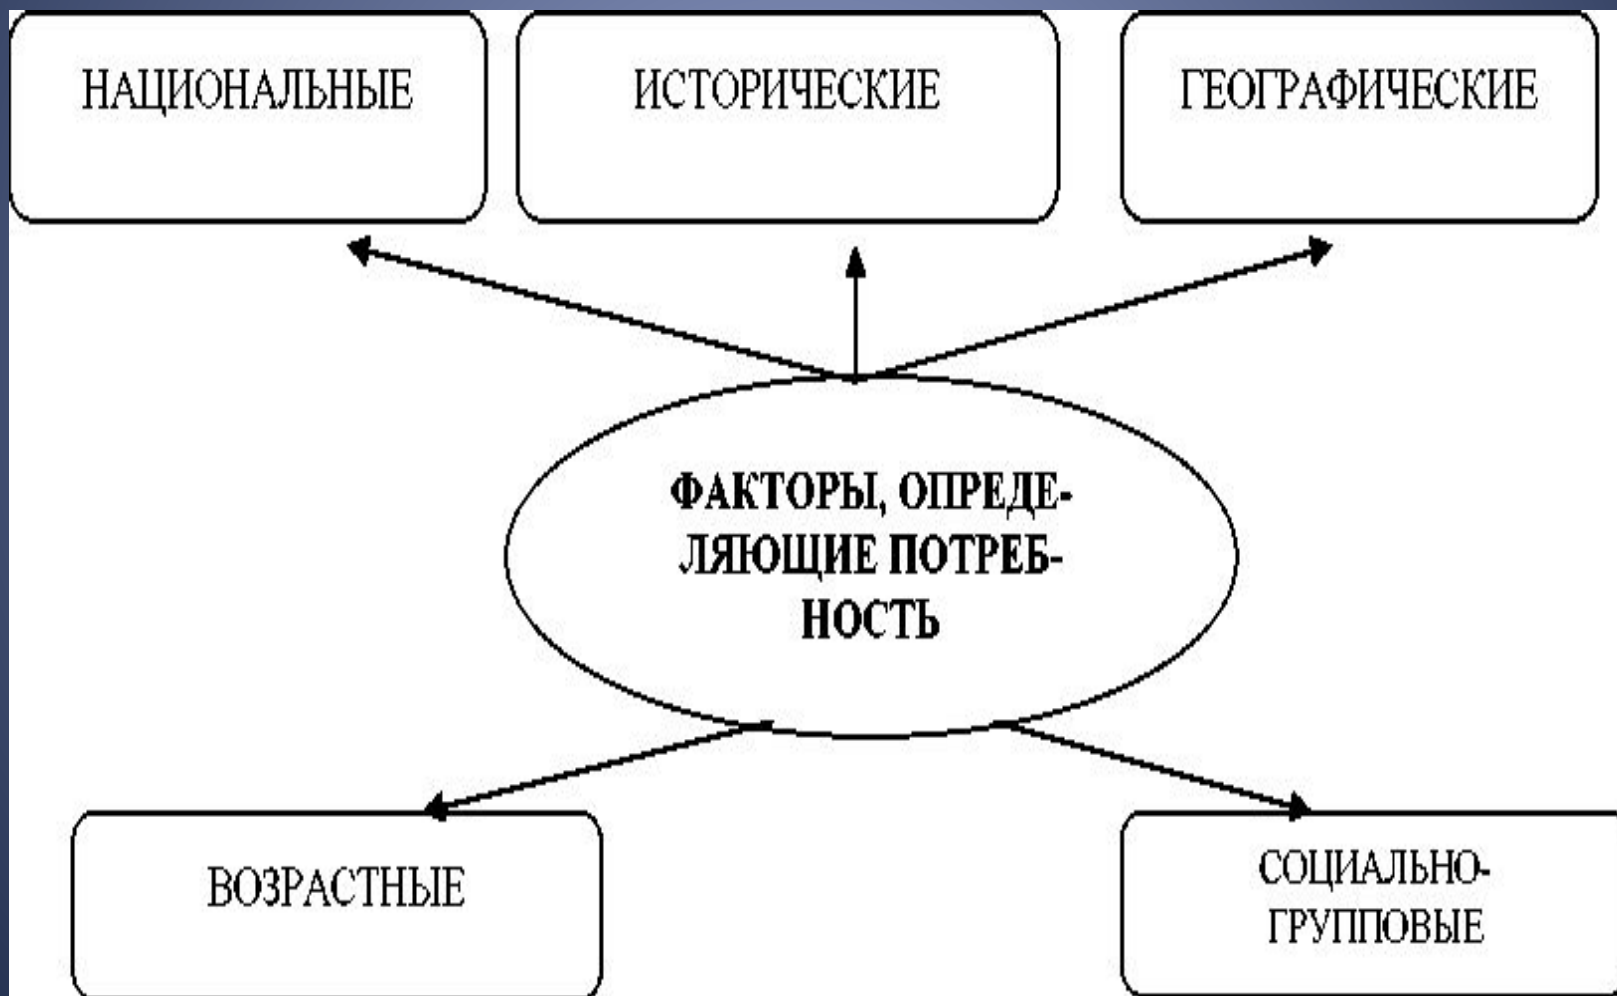 НАЦИОНАЛЬНЫЕ
ИСТОРИЧЕСКИЕ
ГЕОГРАФИЧЕСКИЕ
ФАКТОРЫ, ОПРЕДЕ-
ЛЯЮЩИЕ ПОТРЕБ-
НОСТЬ
ВОЗРАСТНЫЕ
СОЦИАЛЬНО-
ГРУППОВЫЕ